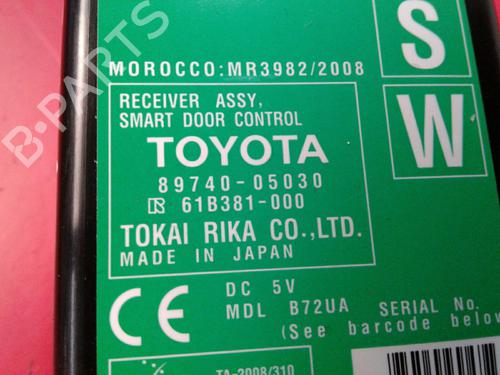 MOROCCO:MR3982/2008
S
W
RECEIVER ASSY,
SMART DOOR CONTROL
TOYOTA
89740-05030
61B381-000
TOKAI RIKA CO.,LTD.
MADE IN JAPAN
CE
DC 5V
MDL B72UA SERIAL No.
(See barcode below
TA-2008/310
B-PARTS